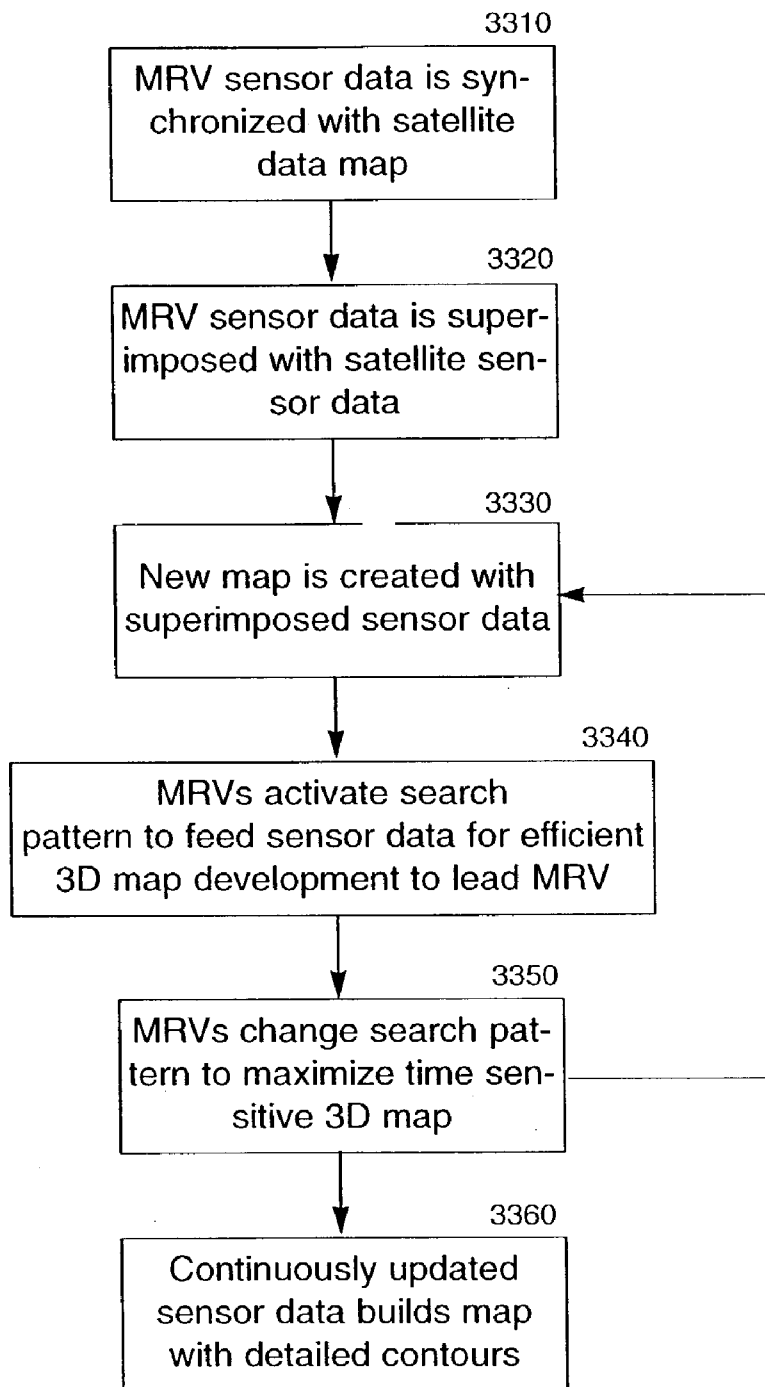 3310
MRV sensor data is syn-
chronized with satellite
data map
3320
MRV sensor data is super-
imposed with satellite sen-
sor data
3330
New map is created with
superimposed sensor data
3340
MRVs activate search
pattern to feed sensor data for efficient
3D map development to lead MRV
3350
MRVs change search pat-
tern to maximize time sen-
sitive 3D map
3360
Continuously updated
sensor data builds map
with detailed contours